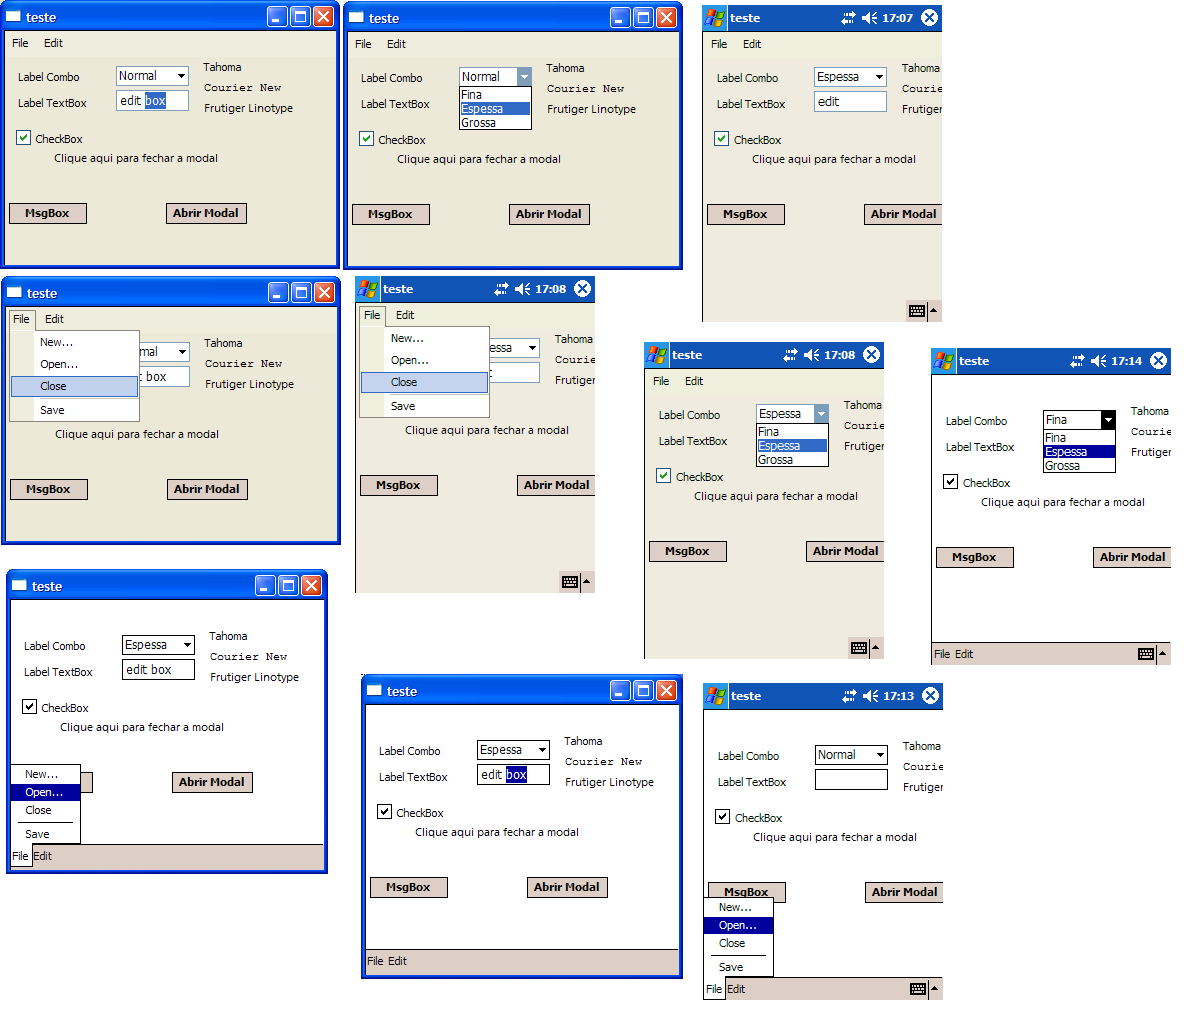 teste
File Edit
Label Combo Normal Tahoma
Courier New
Label TextBox edit box Frutiger Linotype
CheckBox
Clique aqui para fechar a modal
MsgBox Abrir Modal
teste
File Edit
Label Combo Normal Tahoma
Fina Courier New
Label TextBox Espessa Frutiger Linotype
Grossa
CheckBox
Clique aqui para fechar a modal
MsgBox Abrir Modal
teste 17:07
File Edit
Label Combo Espessa Tahoma
Courie
Label TextBox edit Frutiger
CheckBox
Clique aqui para fechar a modal
MsgBox Abrir Modal
teste
File Edit
New... mal Tahoma
Open... Courier New
Close t box Frutiger Linotype
Save
Clique aqui para fechar a modal
MsgBox Abrir Modal
teste 17:08
File Edit
New... essa Tahoma
Open... Courie
Close Frutiger
Save
Clique aqui para fechar a modal
MsgBox Abrir Modal
teste 17:08
File Edit
Label Combo Espessa Tahoma
Fina Courie
Label TextBox Espessa Frutiger
Grossa
CheckBox
Clique aqui para fechar a modal
MsgBox Abrir Modal
teste 17:14
Label Combo Fina Tahoma
Fina Courie
Label TextBox Espessa Frutiger
Grossa
CheckBox
Clique aqui para fechar a modal
MsgBox Abrir Modal
File Edit
teste
Label Combo Espessa Tahoma
Courier New
Label TextBox edit box Frutiger Linotype
CheckBox
Clique aqui para fechar a modal
New... Abrir Modal
Open...
Close
Save
File Edit
teste
Label Combo Espessa Tahoma
Courier New
Label TextBox edit box Frutiger Linotype
CheckBox
Clique aqui para fechar a modal
MsgBox Abrir Modal
File Edit
teste 17:13
Label Combo Normal Tahoma
Courie
Label TextBox Frutiger
CheckBox
Clique aqui para fechar a modal
MsgBox Abrir Modal
New...
Open...
Close
Save
File Edit